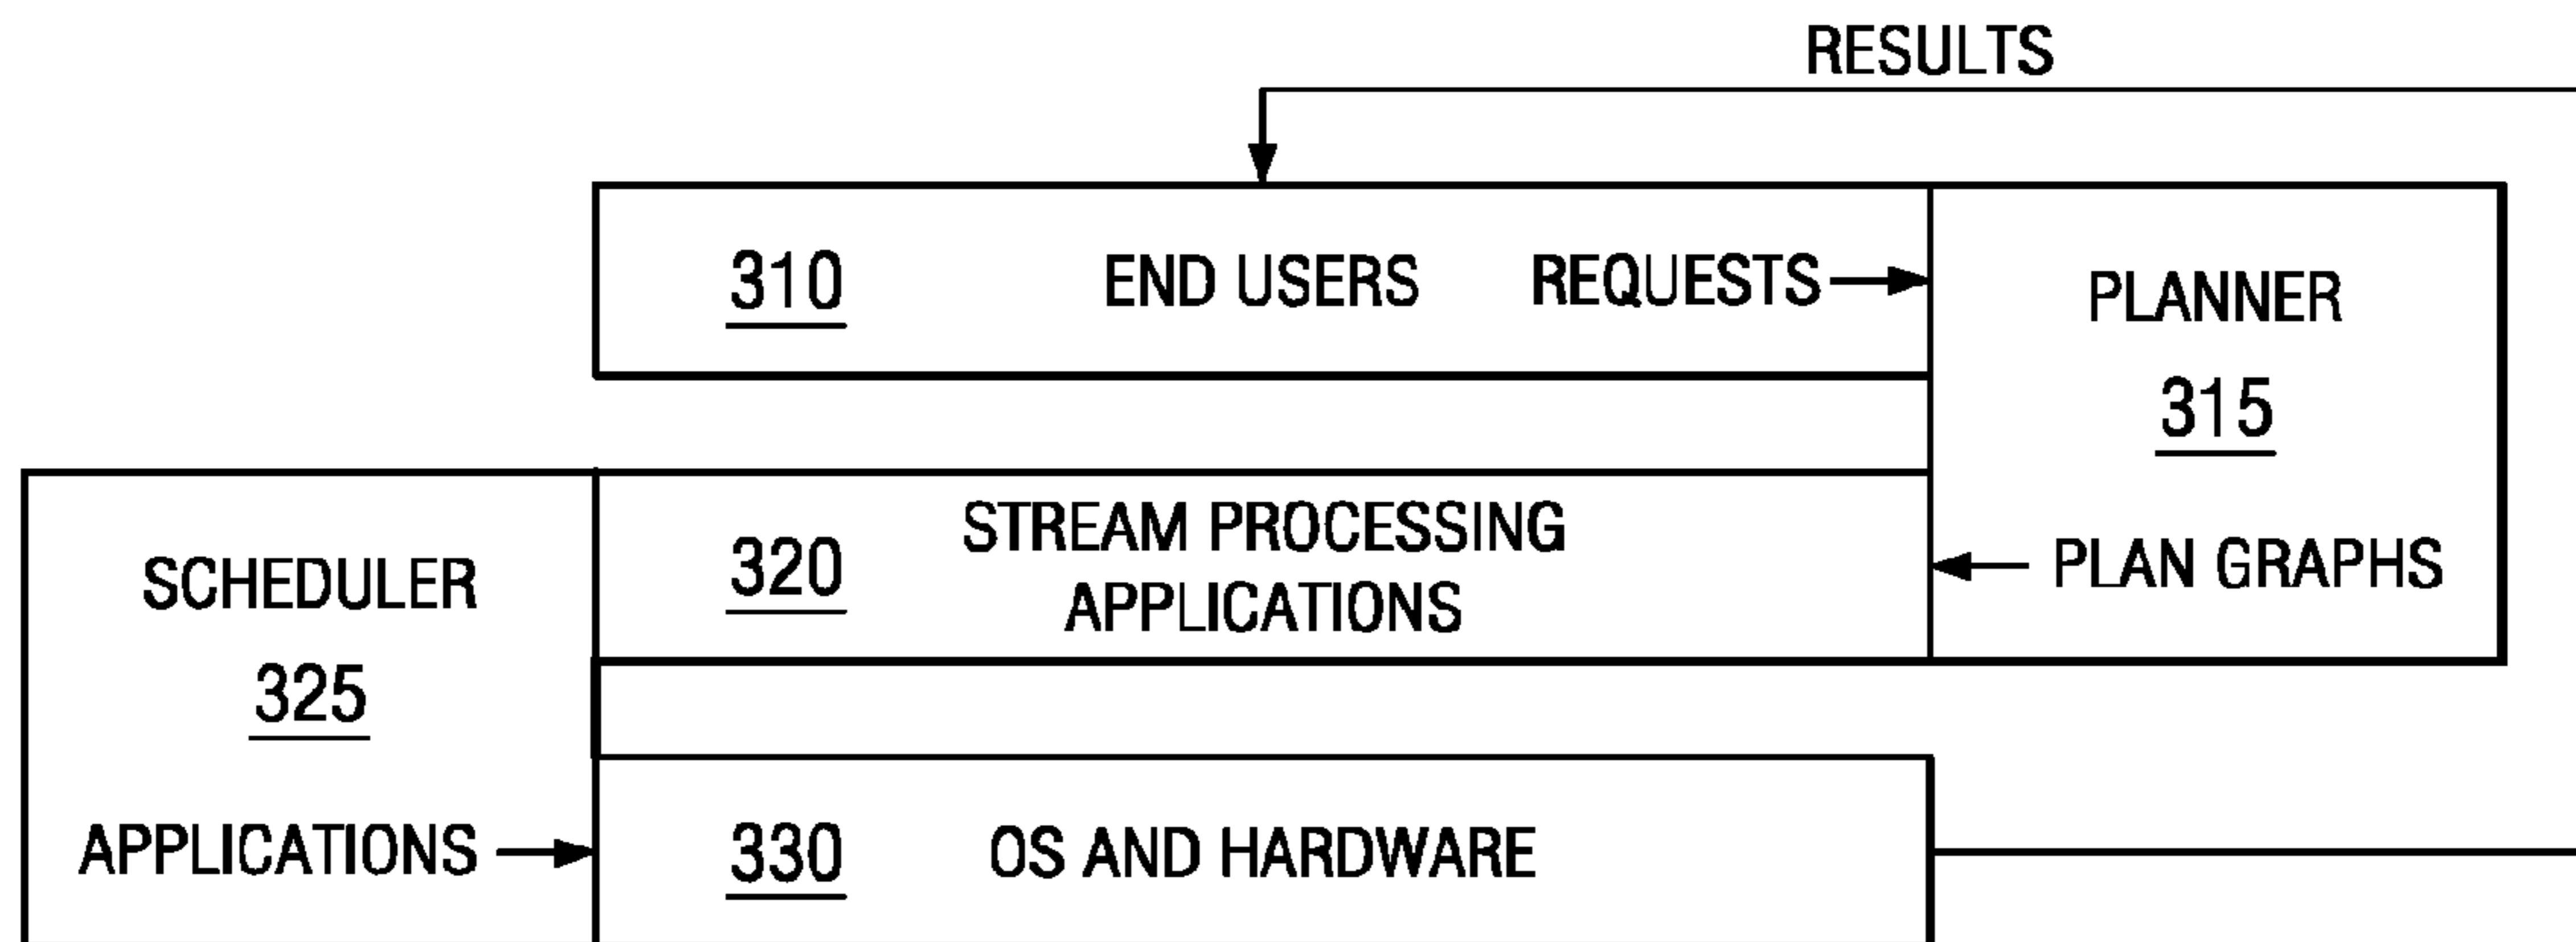 RESULTS
310 END USERS REQUESTS
PLANNER
315
PLAN GRAPHS
320 STREAM PROCESSING
APPLICATIONS
SCHEDULER
325
APPLICATIONS
330 OS AND HARDWARE